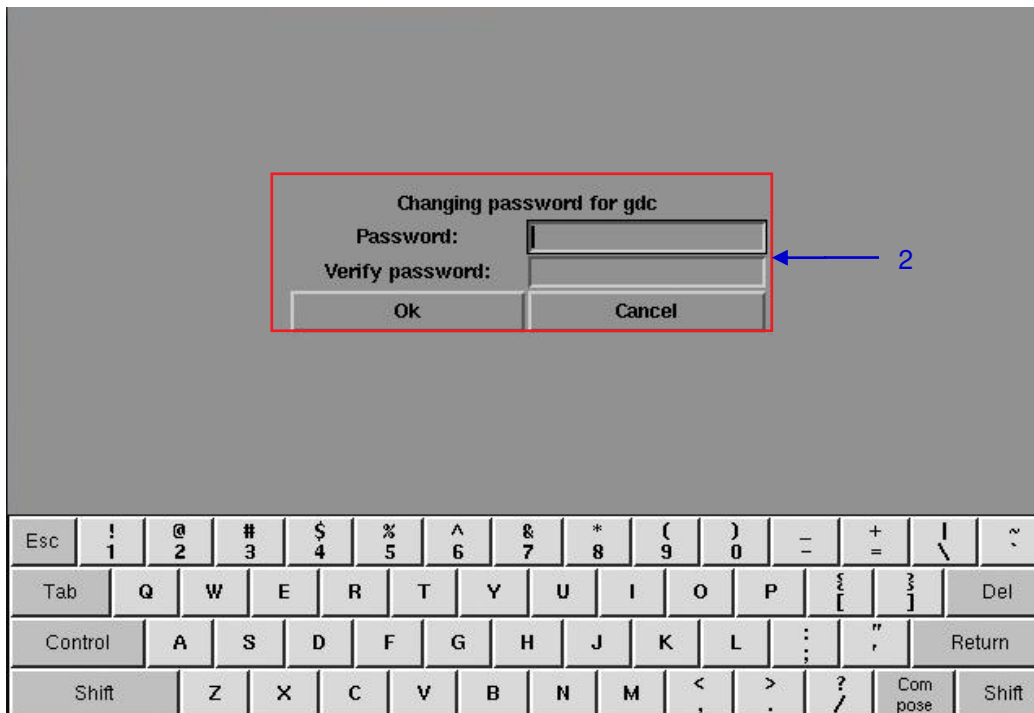 Changing password for gdc
Password:
Verify password:
2
Ok Cancel
Esc ! 1 @ 2 # 3 $ 4 % 5 ^ 6 & 7 * 8 ( 9 ) 0 _ - + = | \ ~ `
Tab Q W E R T Y U I O P { [ } ] Del
Control A S D F G H J K L : ; " ' Return
Shift Z X C V B N M < , > . ? / Com pose Shift